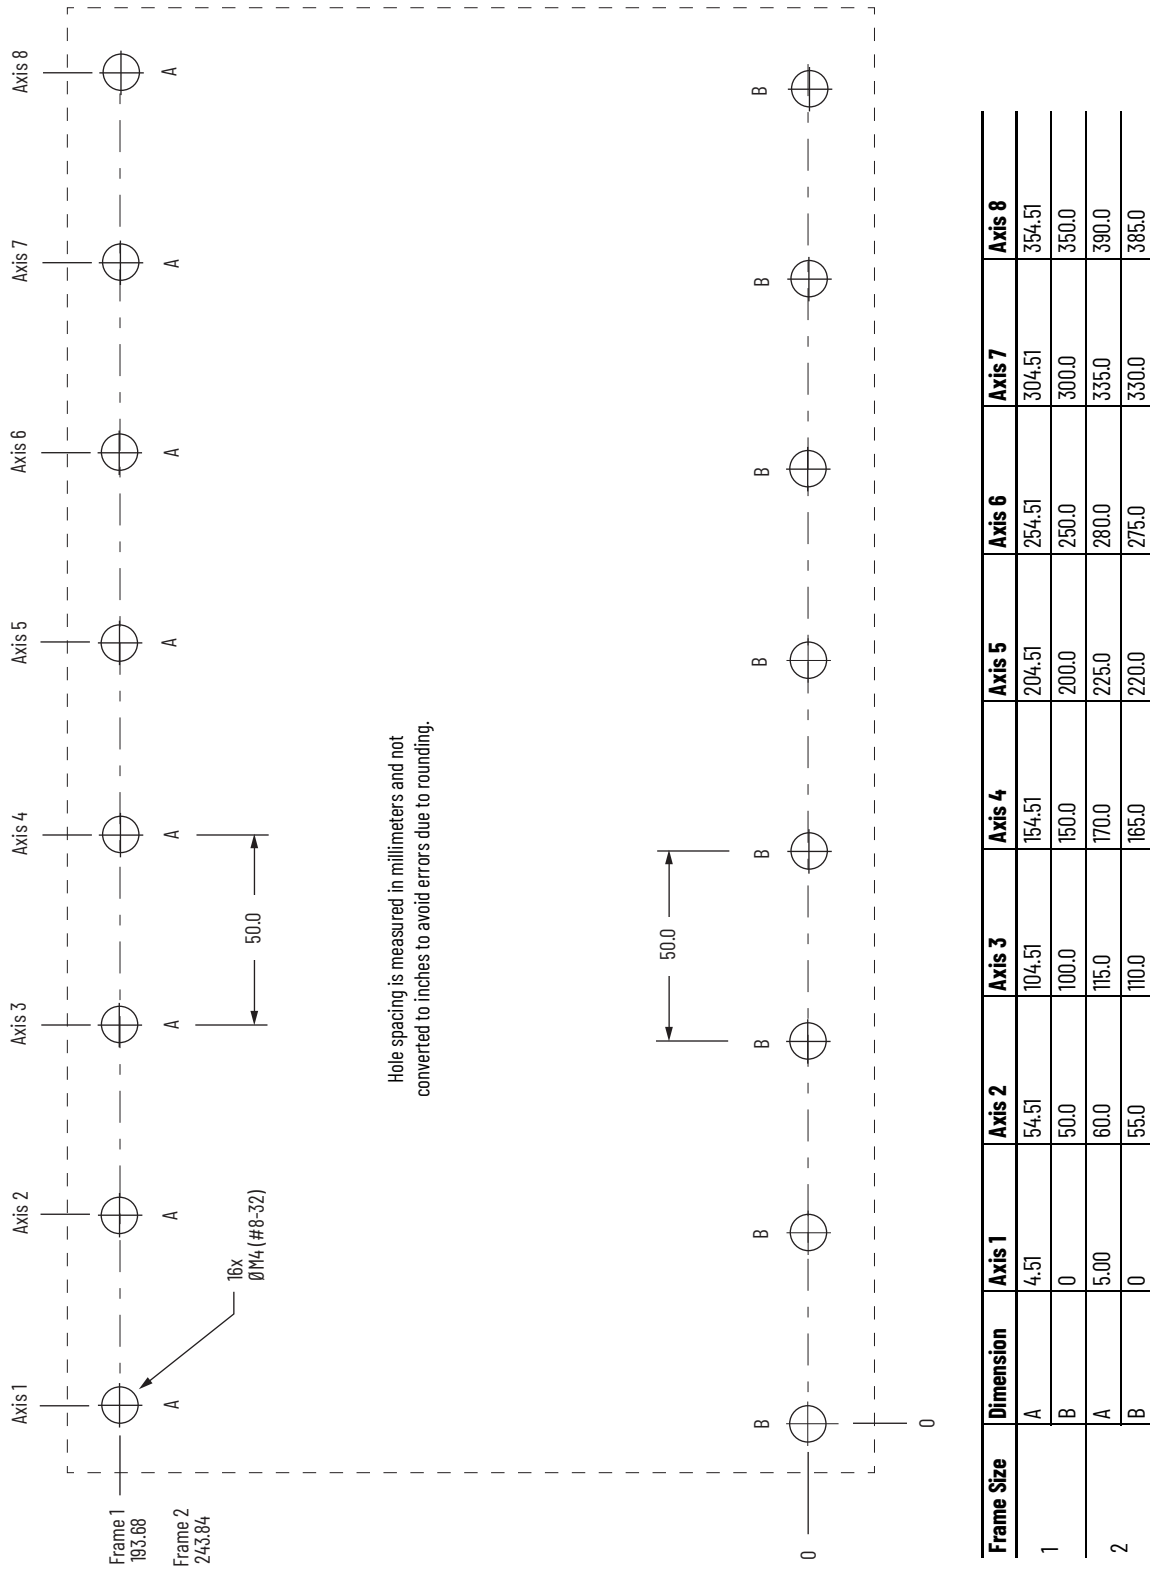 Axis 1
Axis 2
Axis 3
Axis 4
Axis 5
Axis 6
Axis 7
Axis 8
Frame 1
193.68
Frame 2
243.84
A
A
A
A
A
A
A
A
16x
ØM4 (#8-32)
50.0
Hole spacing is measured in millimeters and not
converted to inches to avoid errors due to rounding.
50.0
B
B
B
B
B
B
B
B
0
0
Frame Size Dimension Axis 1 Axis 2 Axis 3 Axis 4 Axis 5 Axis 6 Axis 7 Axis 8
1 A 4.51 54.51 104.51 154.51 204.51 254.51 304.51 354.51
B 0 50.0 100.0 150.0 200.0 250.0 300.0 350.0
2 A 5.00 60.0 115.0 170.0 225.0 280.0 335.0 390.0
B 0 55.0 110.0 165.0 220.0 275.0 330.0 385.0